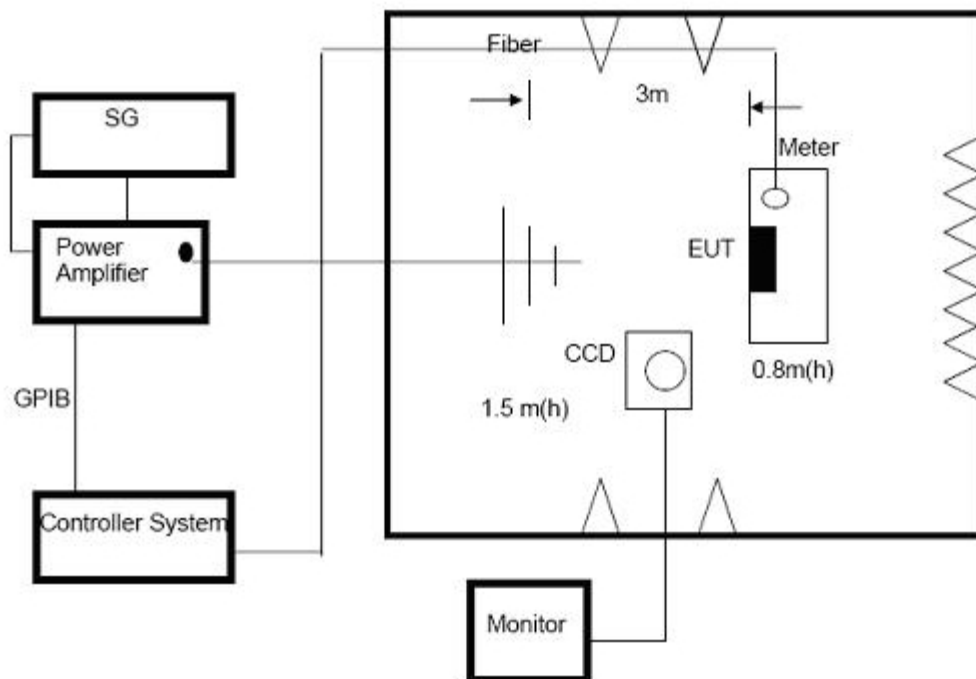 Fiber
3m
SG
Meter
Power
Amplifier
EUT
CCD
0.8m(h)
GPIB
1.5 m(h)
Controller System
Monitor